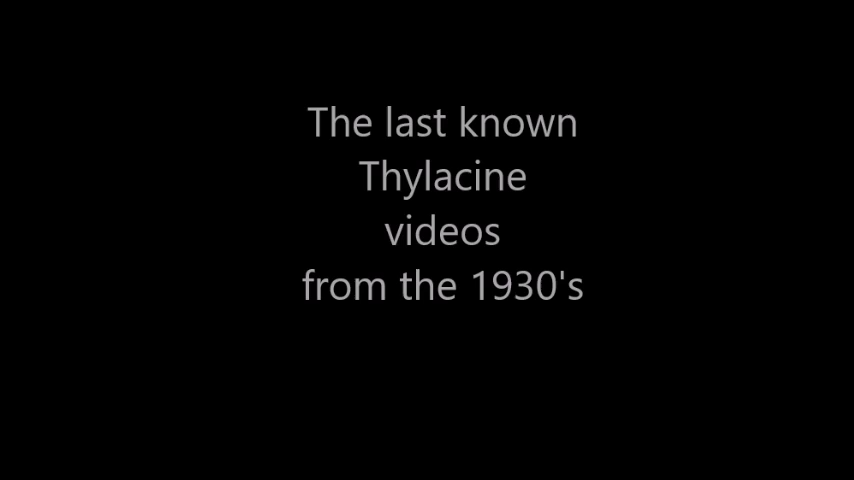 The last known
Thylacine
videos
from the 1930's